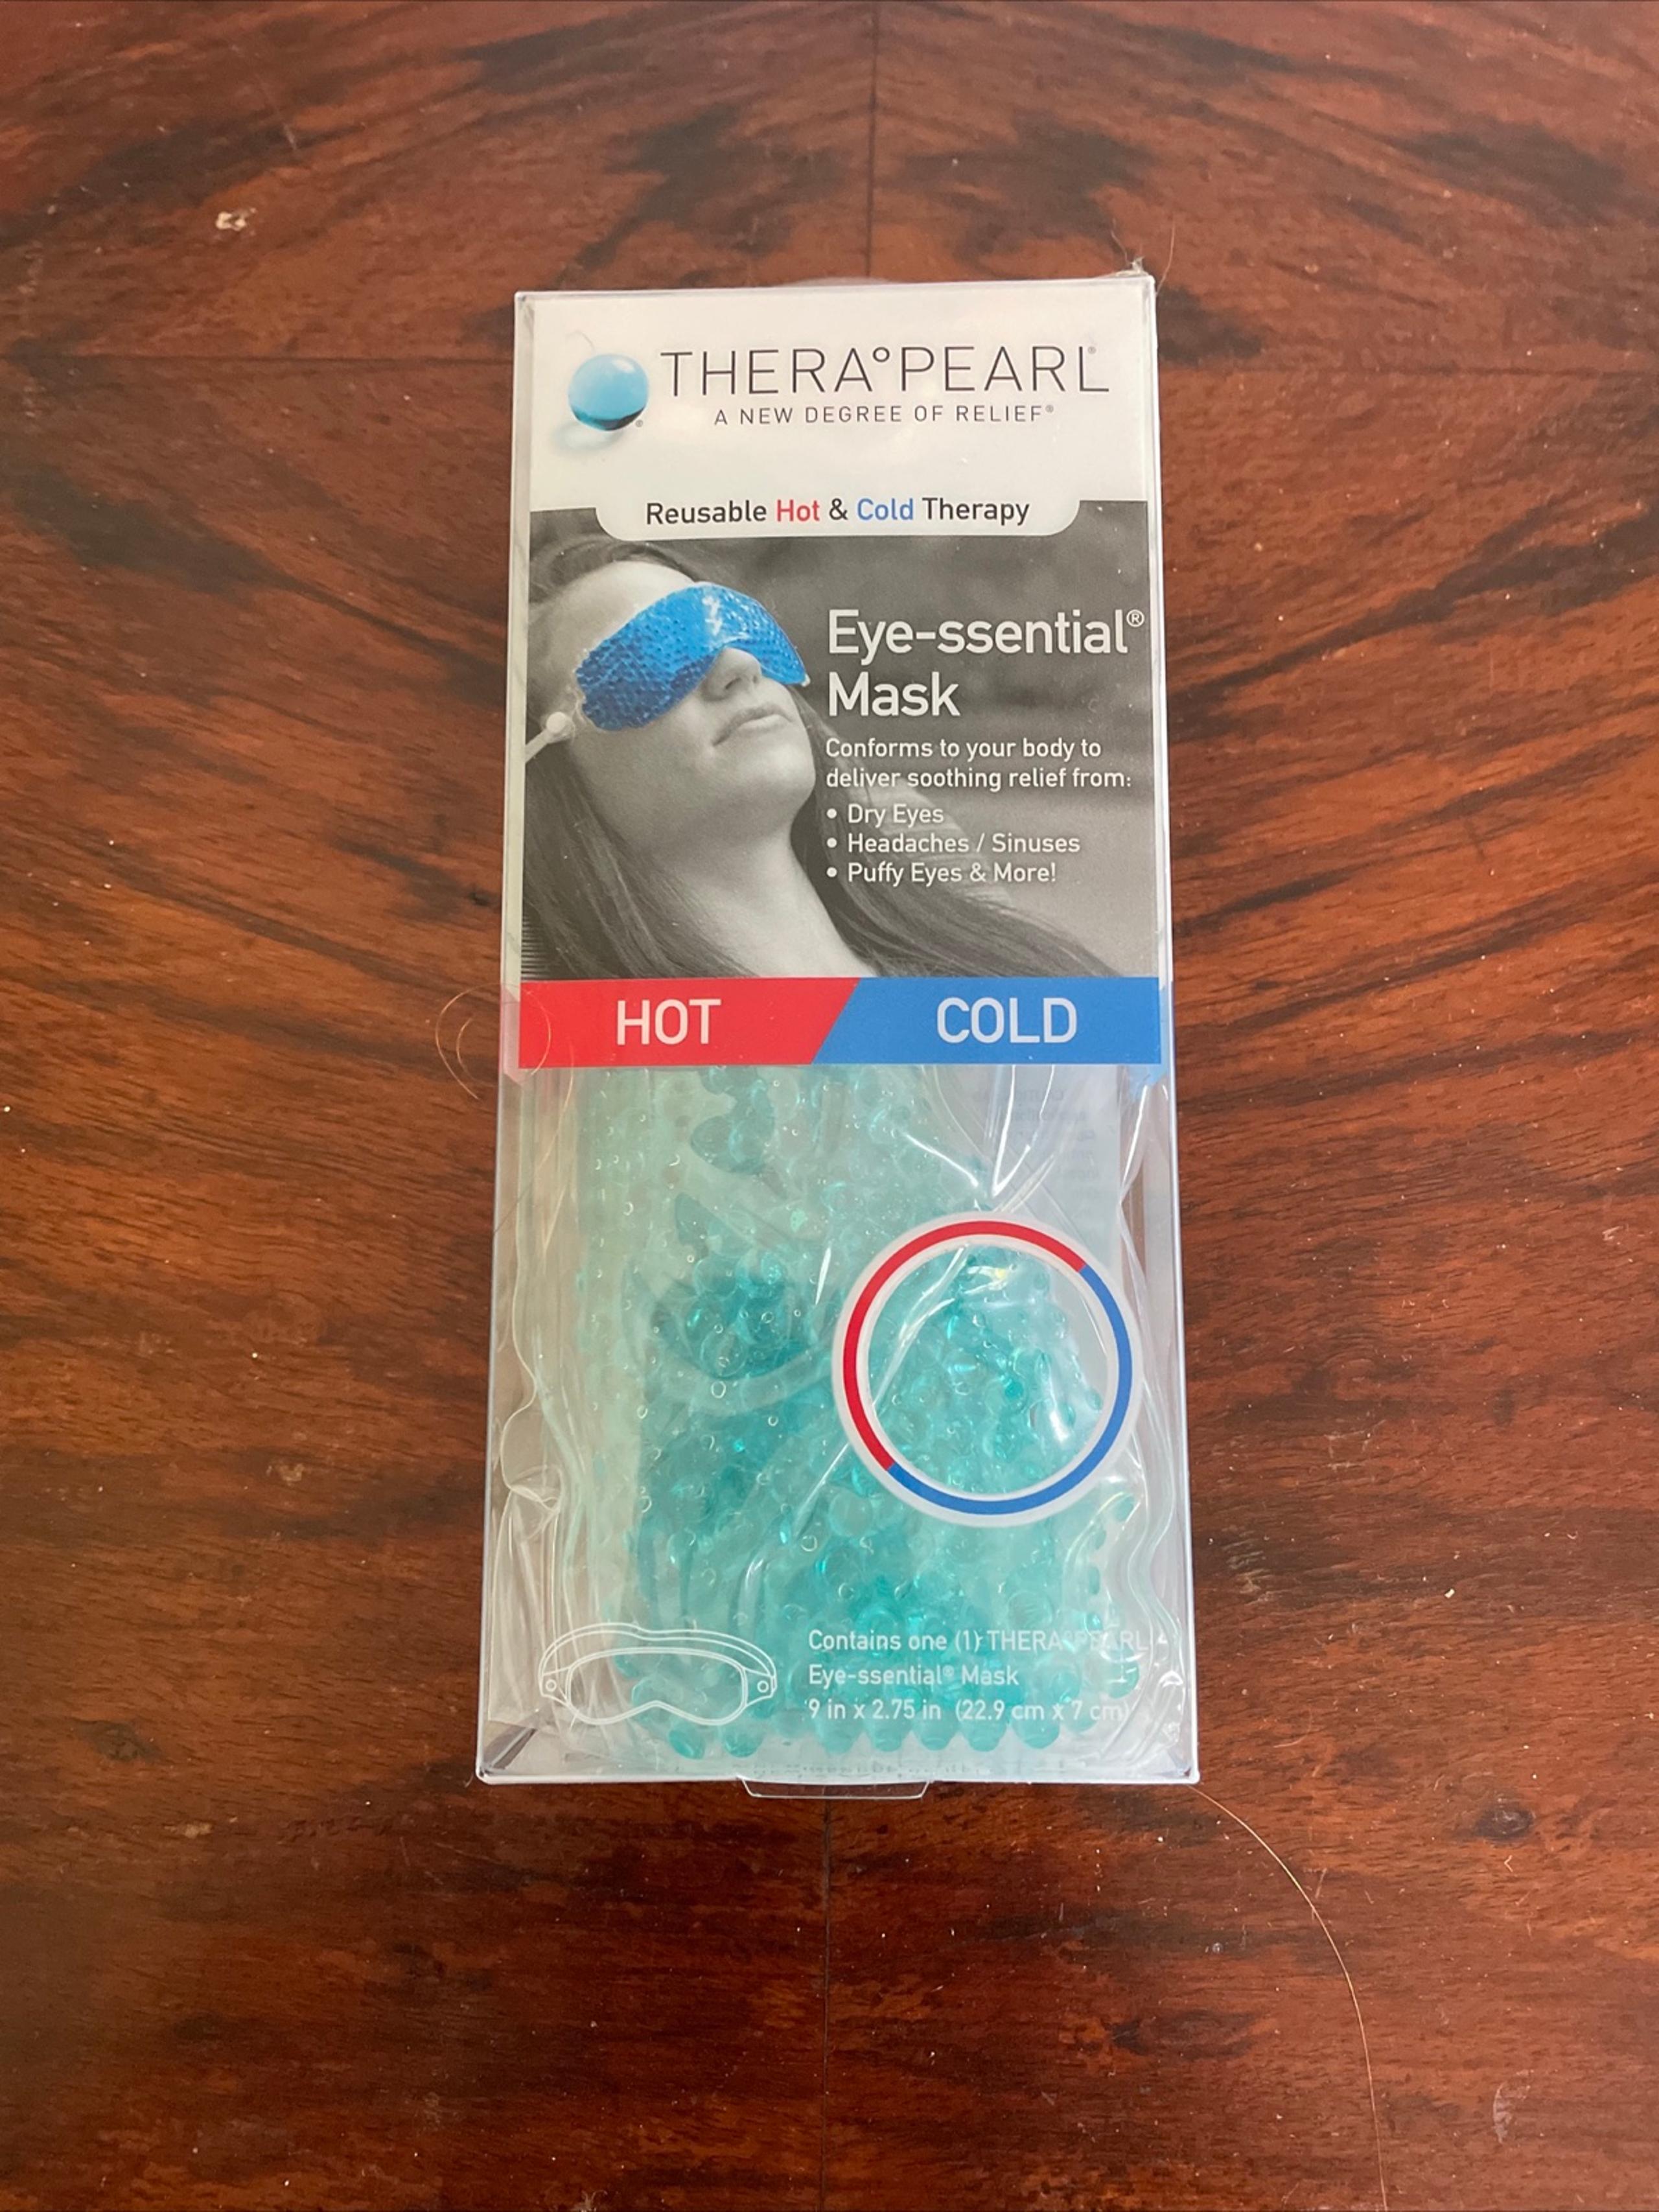 THERA°PEARL®
A NEW DEGREE OF RELIEF®
Reusable Hot & Cold Therapy
Eye-ssential®
Mask
Conforms to your body to
deliver soothing relief from:
• Dry Eyes
• Headaches / Sinuses
• Puffy Eyes & More!
HOT COLD
Contains one (1) THERA°PEARL
Eye-ssential® Mask
9 in x 2.75 in (22.9 cm x 7 cm)